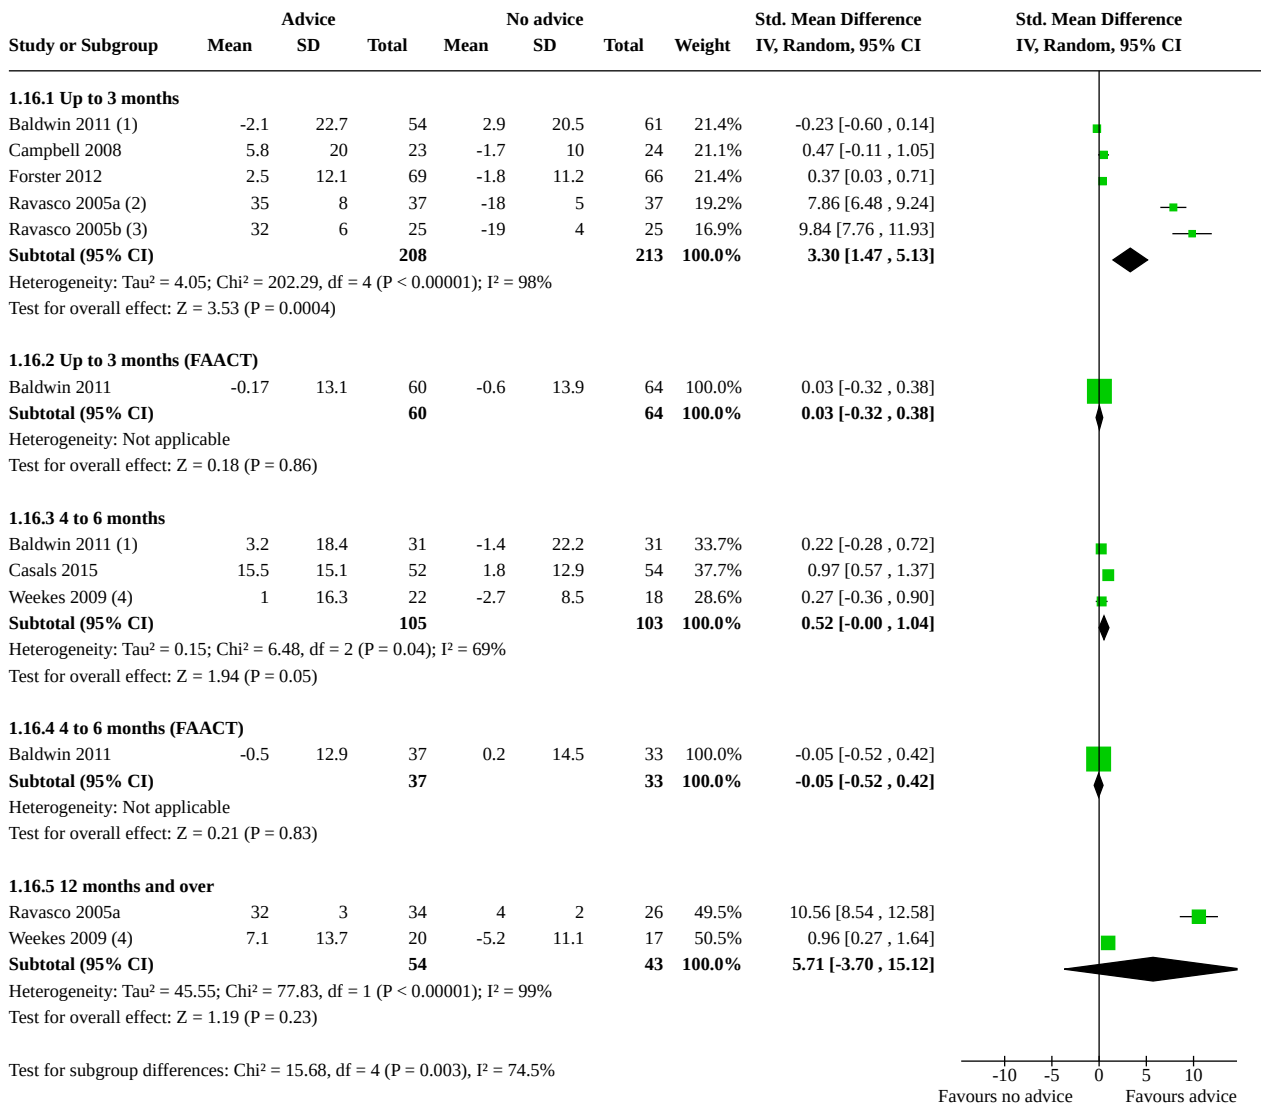 Advice No advice Std. Mean Difference Std. Mean Difference
Study or Subgroup Mean SD Total Mean SD Total Weight IV, Random, 95% CI IV, Random, 95% CI
1.16.1 Up to 3 months
Baldwin 2011 (1) -2.1 22.7 54 2.9 20.5 61 21.4% -0.23 [-0.60 , 0.14]
Campbell 2008 5.8 20 23 -1.7 10 24 21.1% 0.47 [-0.11 , 1.05]
Forster 2012 2.5 12.1 69 -1.8 11.2 66 21.4% 0.37 [0.03 , 0.71]
Ravasco 2005a (2) 35 8 37 -18 5 37 19.2% 7.86 [6.48 , 9.24]
Ravasco 2005b (3) 32 6 25 -19 4 25 16.9% 9.84 [7.76 , 11.93]
Subtotal (95% CI) 208 213 100.0% 3.30 [1.47 , 5.13]
Heterogeneity: Tau² = 4.05; Chi² = 202.29, df = 4 (P < 0.00001); I² = 98%
Test for overall effect: Z = 3.53 (P = 0.0004)
1.16.2 Up to 3 months (FAACT)
Baldwin 2011 -0.17 13.1 60 -0.6 13.9 64 100.0% 0.03 [-0.32 , 0.38]
Subtotal (95% CI) 60 64 100.0% 0.03 [-0.32 , 0.38]
Heterogeneity: Not applicable
Test for overall effect: Z = 0.18 (P = 0.86)
1.16.3 4 to 6 months
Baldwin 2011 (1) 3.2 18.4 31 -1.4 22.2 31 33.7% 0.22 [-0.28 , 0.72]
Casals 2015 15.5 15.1 52 1.8 12.9 54 37.7% 0.97 [0.57 , 1.37]
Weekes 2009 (4) 1 16.3 22 -2.7 8.5 18 28.6% 0.27 [-0.36 , 0.90]
Subtotal (95% CI) 105 103 100.0% 0.52 [-0.00 , 1.04]
Heterogeneity: Tau² = 0.15; Chi² = 6.48, df = 2 (P = 0.04); I² = 69%
Test for overall effect: Z = 1.94 (P = 0.05)
1.16.4 4 to 6 months (FAACT)
Baldwin 2011 -0.5 12.9 37 0.2 14.5 33 100.0% -0.05 [-0.52 , 0.42]
Subtotal (95% CI) 37 33 100.0% -0.05 [-0.52 , 0.42]
Heterogeneity: Not applicable
Test for overall effect: Z = 0.21 (P = 0.83)
1.16.5 12 months and over
Ravasco 2005a 32 3 34 4 2 26 49.5% 10.56 [8.54 , 12.58]
Weekes 2009 (4) 7.1 13.7 20 -5.2 11.1 17 50.5% 0.96 [0.27 , 1.64]
Subtotal (95% CI) 54 43 100.0% 5.71 [-3.70 , 15.12]
Heterogeneity: Tau² = 45.55; Chi² = 77.83, df = 1 (P < 0.00001); I² = 99%
Test for overall effect: Z = 1.19 (P = 0.23)
Test for subgroup differences: Chi² = 15.68, df = 4 (P = 0.003), I² = 74.5%
-10 -5 0 5 10
Favours no advice Favours advice